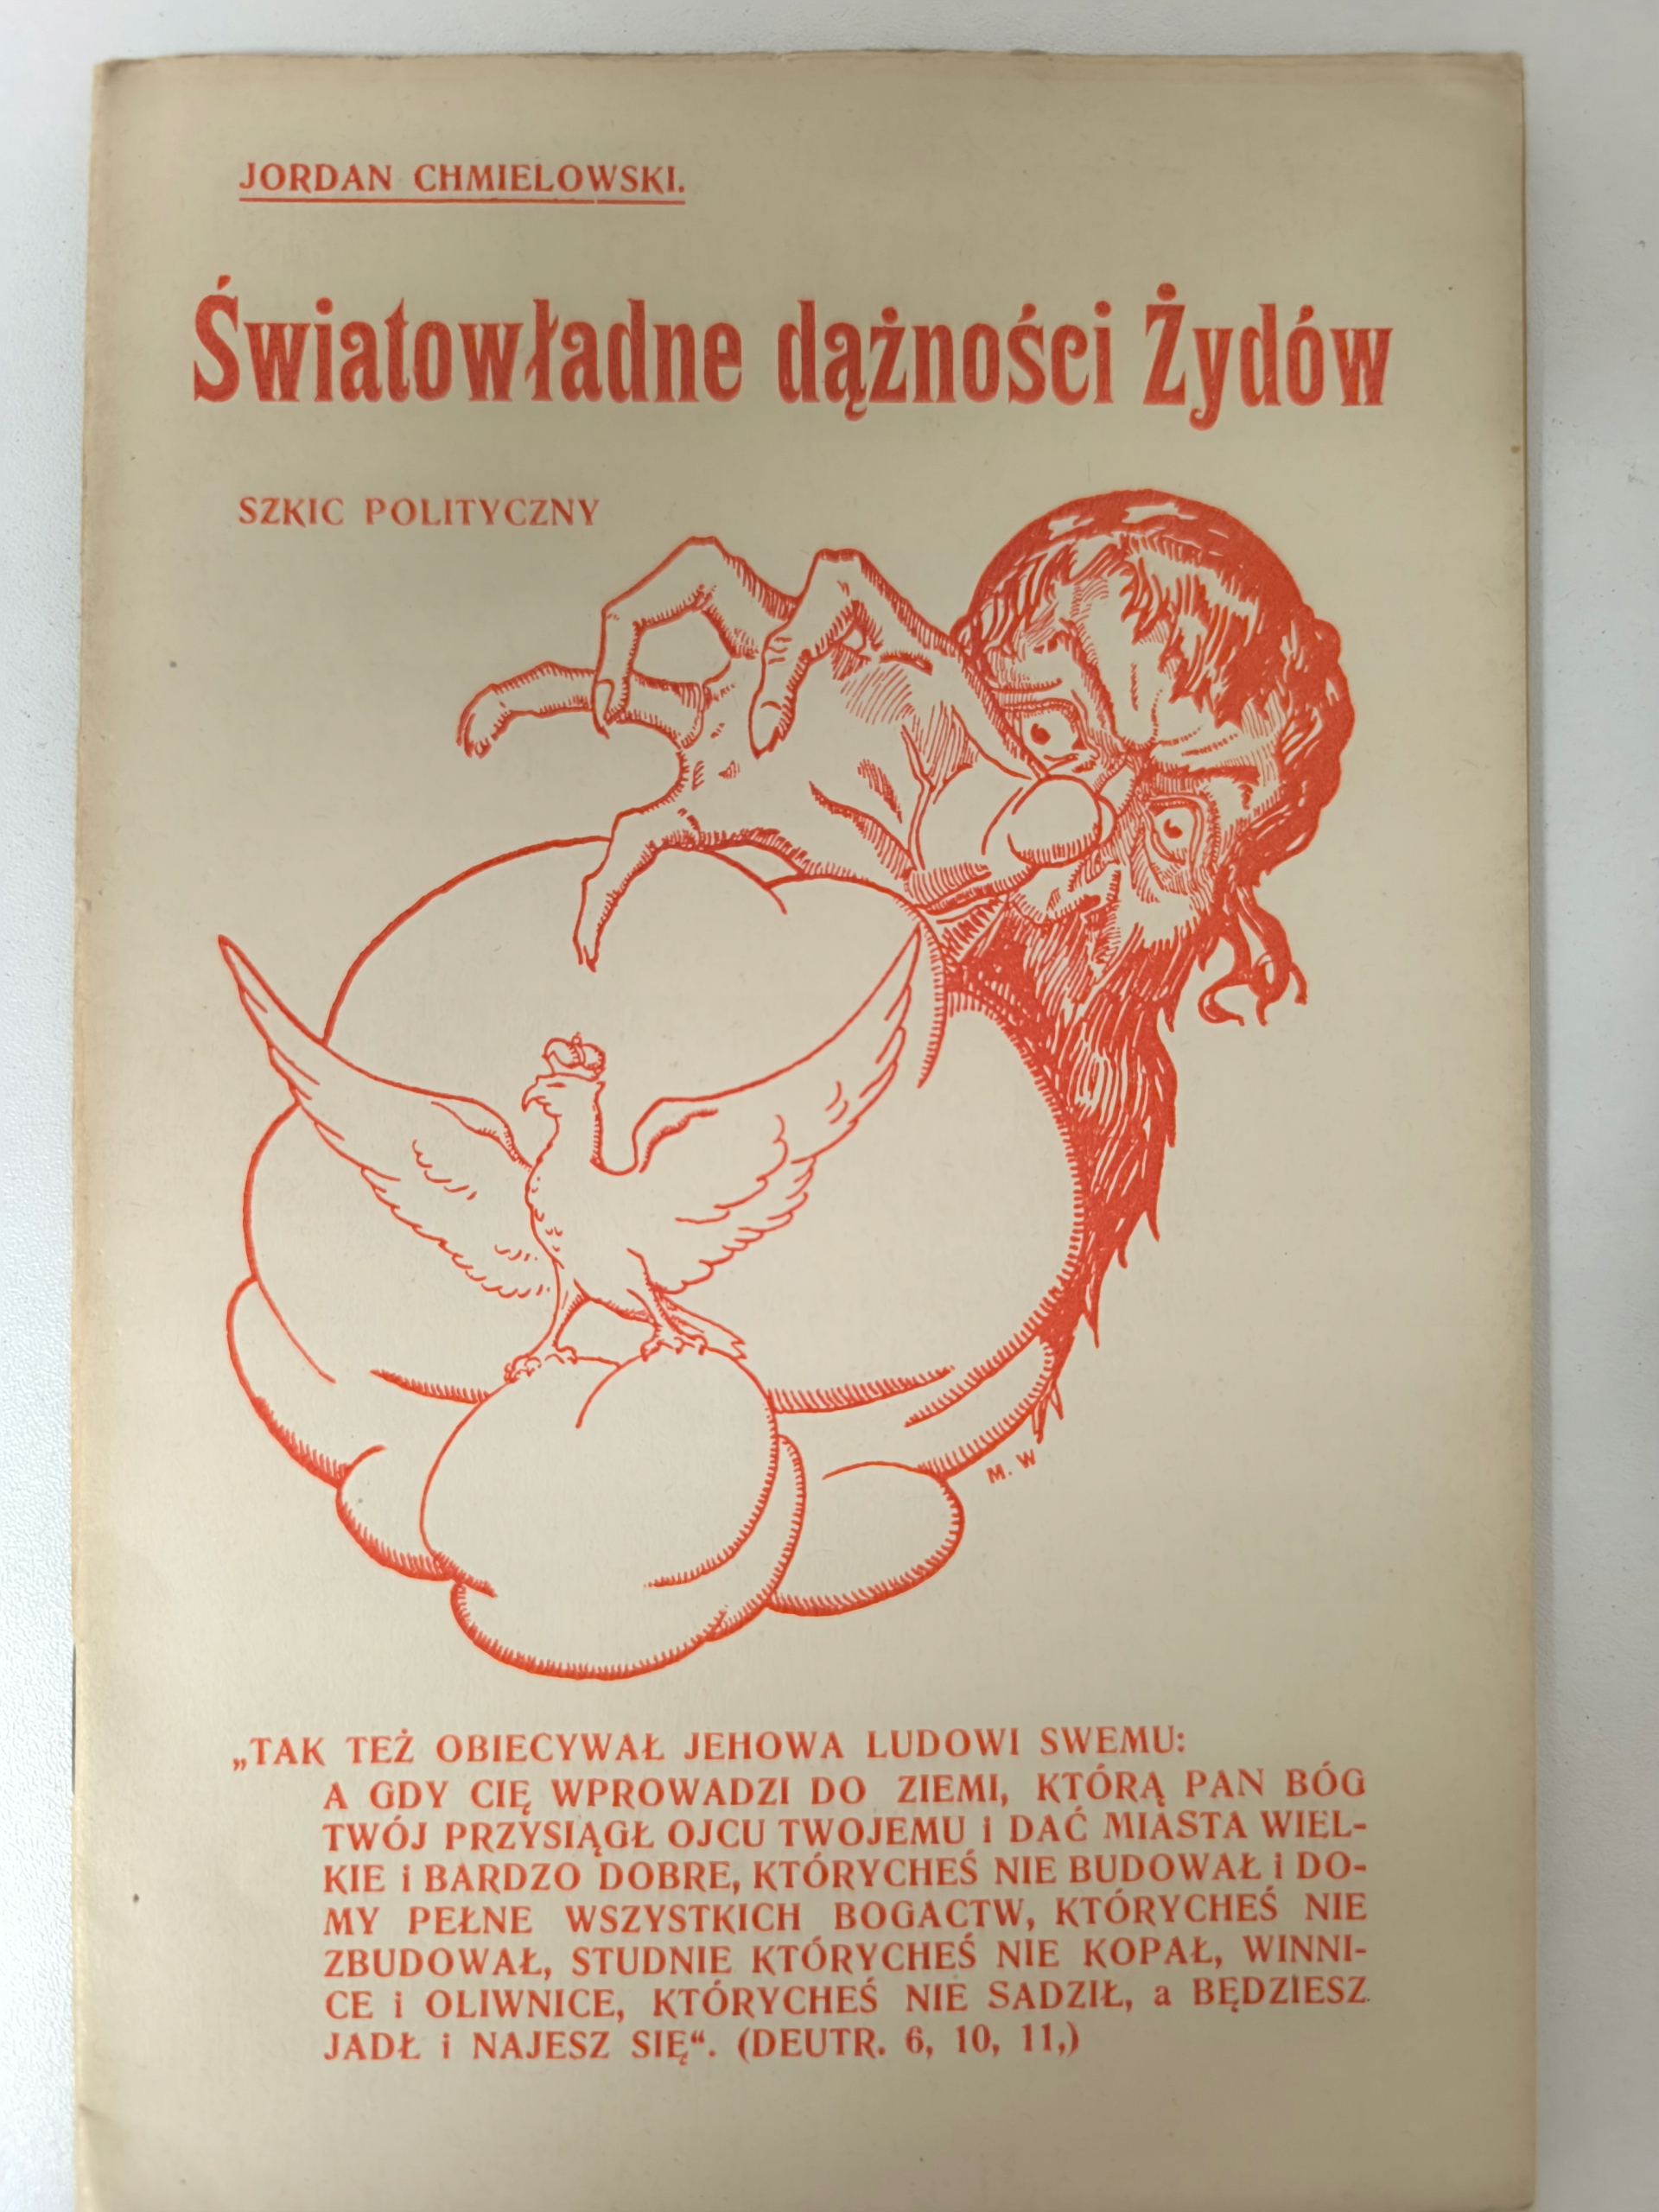 JORDAN CHMIELOWSKI.
Światowładne dążności Żydów
SZKIC POLITYCZNY
M. W
„TAK TEŻ OBIECYWAŁ JEHOWA LUDOWI SWEMU:
A GDY CIĘ WPROWADZI DO ZIEMI, KTÓRĄ PAN BÓG
TWÓJ PRZYSIĄGŁ OJCU TWOJEMU i DAĆ MIASTA WIEL-
KIE i BARDZO DOBRE, KTÓRYCHEŚ NIE BUDOWAŁ i DO-
MY PEŁNE WSZYSTKICH BOGACTW, KTÓRYCHEŚ NIE
ZBUDOWAŁ, STUDNIE KTÓRYCHEŚ NIE KOPAŁ, WINNI-
CE i OLIWNICE, KTÓRYCHEŚ NIE SADZIŁ, a BĘDZIESZ
JADŁ i NAJESZ SIĘ“. (DEUTR. 6, 10, 11,)